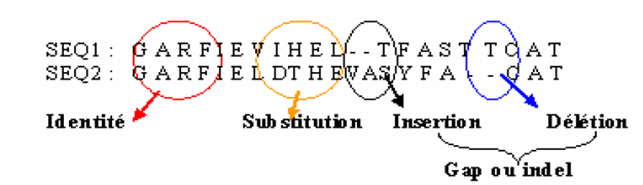 SEQ1 : G A R F I E V I H E L - - T F A S T T C A T
SEQ2 : G A R F I E L D T H E V A S Y F A - - C A T
Identité Substitution Insertion Délétion
Gap ou indel